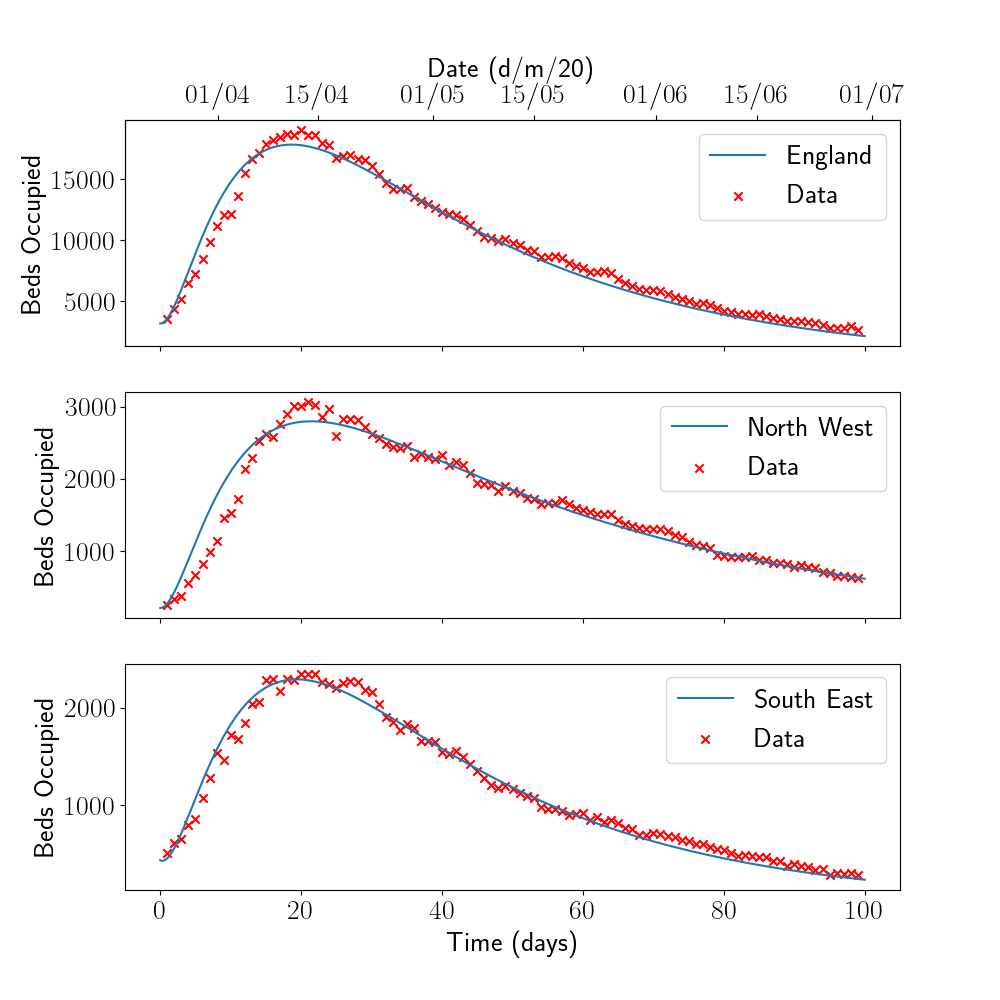 Date (d/m/20)
01/04 15/04 01/05 15/05 01/06 15/06 01/07
England
Data
Beds Occupied
15000
10000
5000
North West
Data
Beds Occupied
3000
2000
1000
South East
Data
Beds Occupied
2000
1000
0 20 40 60 80 100
Time (days)